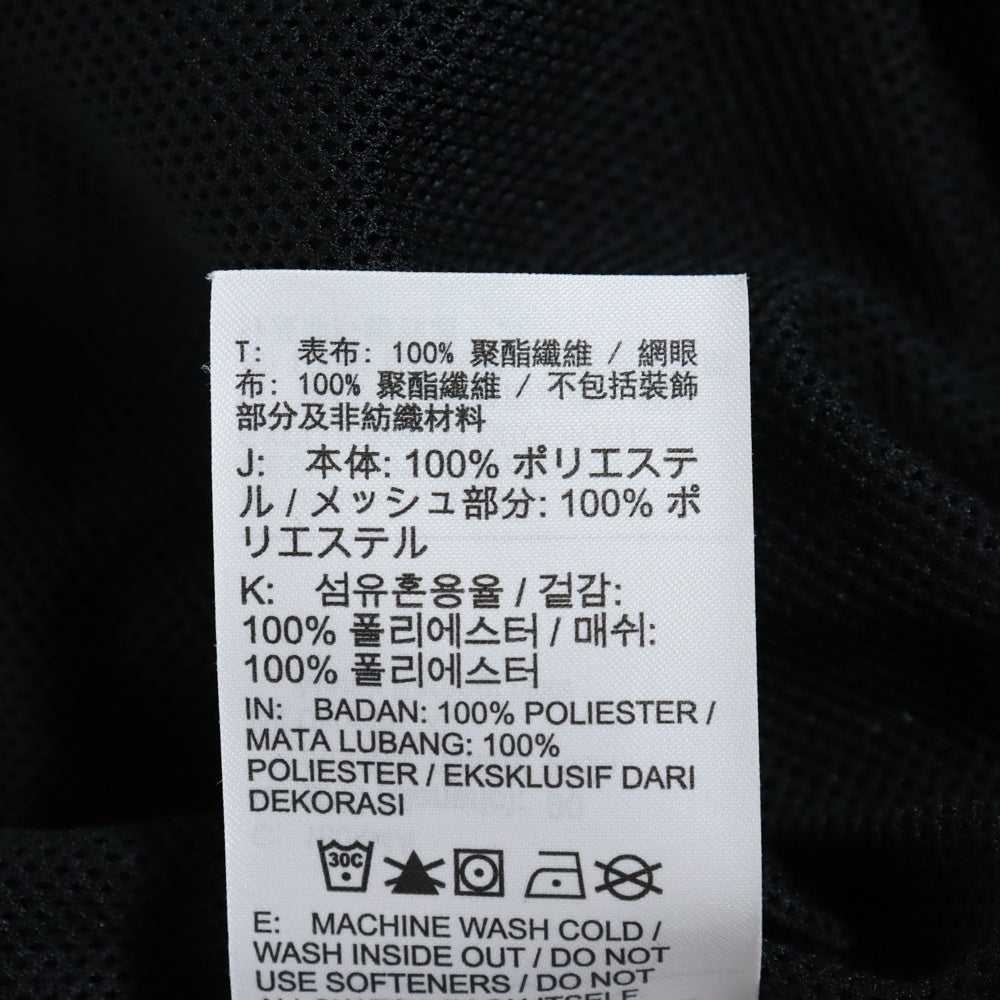 T: 表布: 100% 聚酯纖維 / 網眼
布: 100% 聚酯纖維 / 不包括裝飾
部分及非紡織材料
J: 本体: 100% ポリエステ
ル / メッシュ部分: 100% ポ
リエステル
K: 섬유혼용율 / 겉감:
100% 폴리에스터 / 매쉬:
100% 폴리에스터
IN: BADAN: 100% POLIESTER /
MATA LUBANG: 100%
POLIESTER / EKSKLUSIF DARI
DEKORASI
30C
E: MACHINE WASH COLD /
WASH INSIDE OUT / DO NOT
USE SOFTENERS / DO NOT